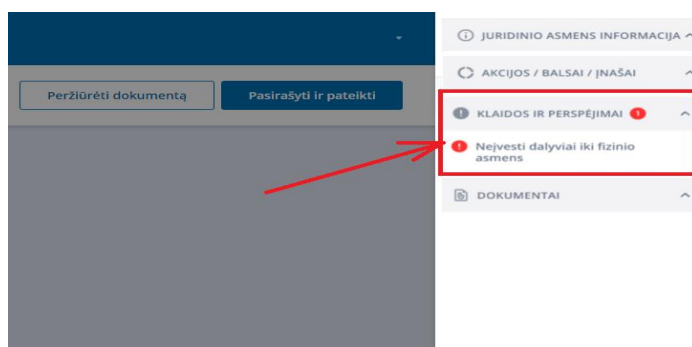 JURIDINIO ASMENS INFORMACIJA
AKCIJOS / BALSAI / ĮNAŠAI
Peržiūrėti dokumentą
Pasirašyti ir pateikti
KLAIDOS IR PERSPĖJIMAI 1
Neįvesti dalyviai iki fizinio
asmens
DOKUMENTAI